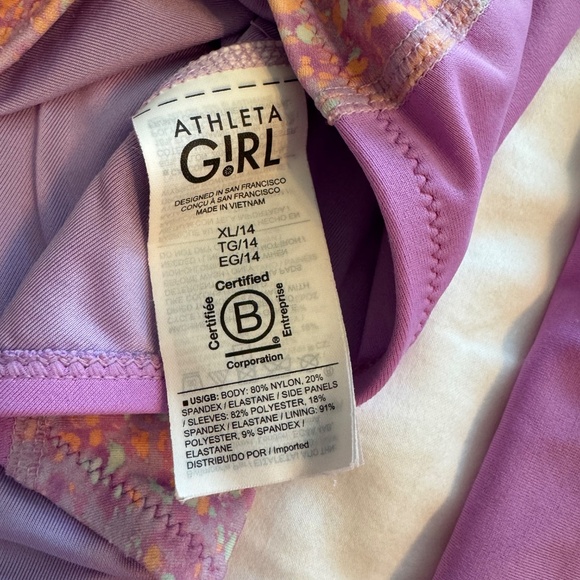 ATHLETA
G!RL
DESIGNED IN SAN FRANCISCO
CONÇU À SAN FRANCISCO
MADE IN VIETNAM
XL/14
TG/14
EG/14
Certified
Certifiée
B
Entreprise
®
Corporation
■ US/GB: BODY: 80% NYLON, 20%
SPANDEX / ELASTANE / SIDE PANELS
/ SLEEVES: 82% POLYESTER, 18%
SPANDEX / ELASTANE / LINING: 91%
POLYESTER, 9% SPANDEX /
ELASTANE
DISTRIBUIDO POR / Imported